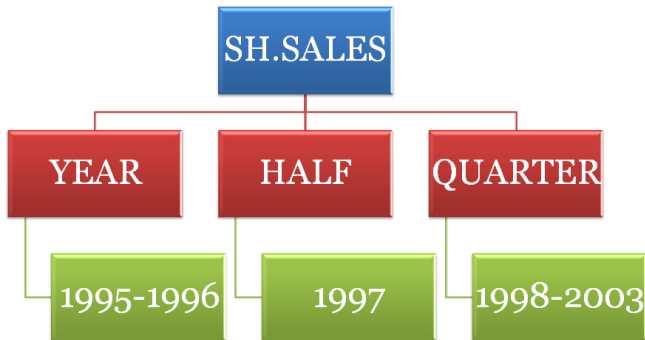 SH.SALES
YEAR
HALF
QUARTER
1995-1996
1997
1998-2003